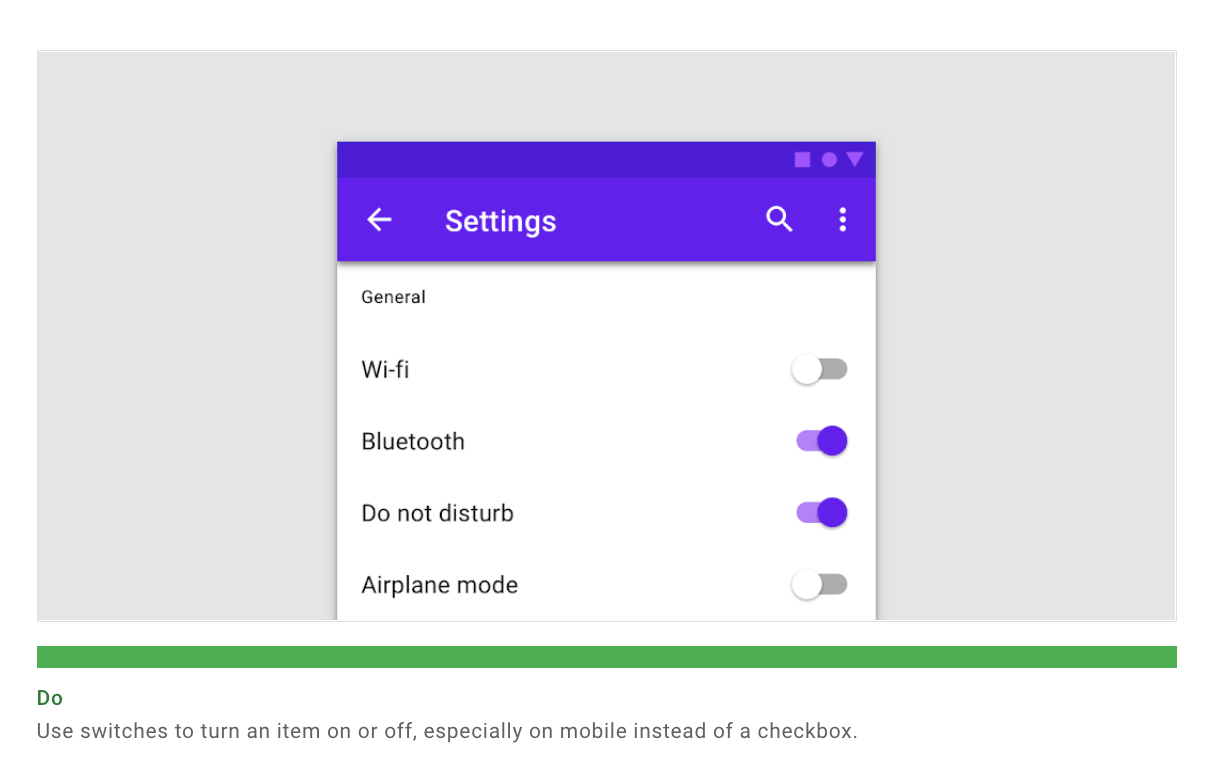 Settings
General
Wi-fi
Bluetooth
Do not disturb
Airplane mode
Do
Use switches to turn an item on or off, especially on mobile instead of a checkbox.